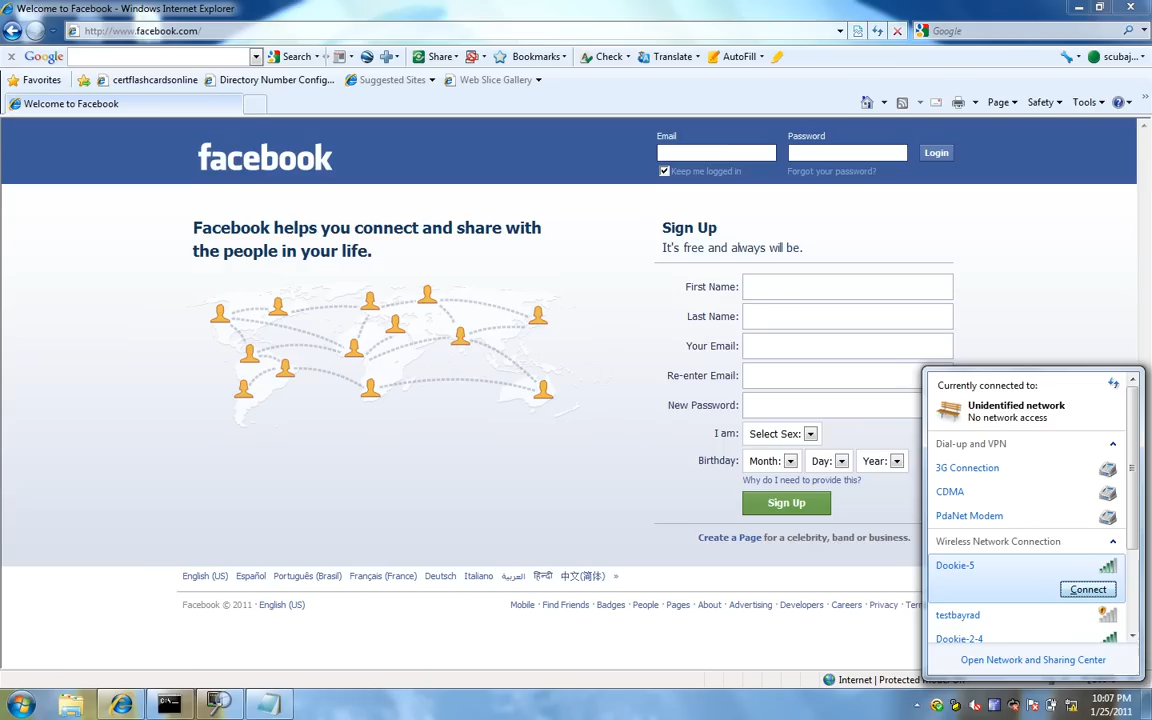 Welcome to Facebook - Windows Internet Explorer
http://www.facebook.com/
Google
Google
Search
Share
Bookmarks
Check
Translate
AutoFill
scubaj...
Favorites
certflashcardsonline
Directory Number Config...
Suggested Sites
Web Slice Gallery
Welcome to Facebook
Page
Safety
Tools
facebook
Email
Password
Login
Keep me logged in
Forgot your password?
Facebook helps you connect and share with
the people in your life.
Sign Up
It's free and always will be.
First Name:
Last Name:
Your Email:
Re-enter Email:
New Password:
I am: Select Sex:
Birthday: Month: Day: Year:
Why do I need to provide this?
Sign Up
Create a Page for a celebrity, band or business.
English (US) Español Português (Brasil) Français (France) Deutsch Italiano العربية हिन्दी 中文(简体) »
Facebook © 2011 · English (US)
Mobile · Find Friends · Badges · People · Pages · About · Advertising · Developers · Careers · Privacy ·
Currently connected to:
Unidentified network
No network access
Dial-up and VPN
3G Connection
CDMA
PdaNet Modem
Wireless Network Connection
Dookie-5
Connect
testbayrad
Dookie-2-4
Open Network and Sharing Center
Internet | Protected
10:07 PM
1/25/2011